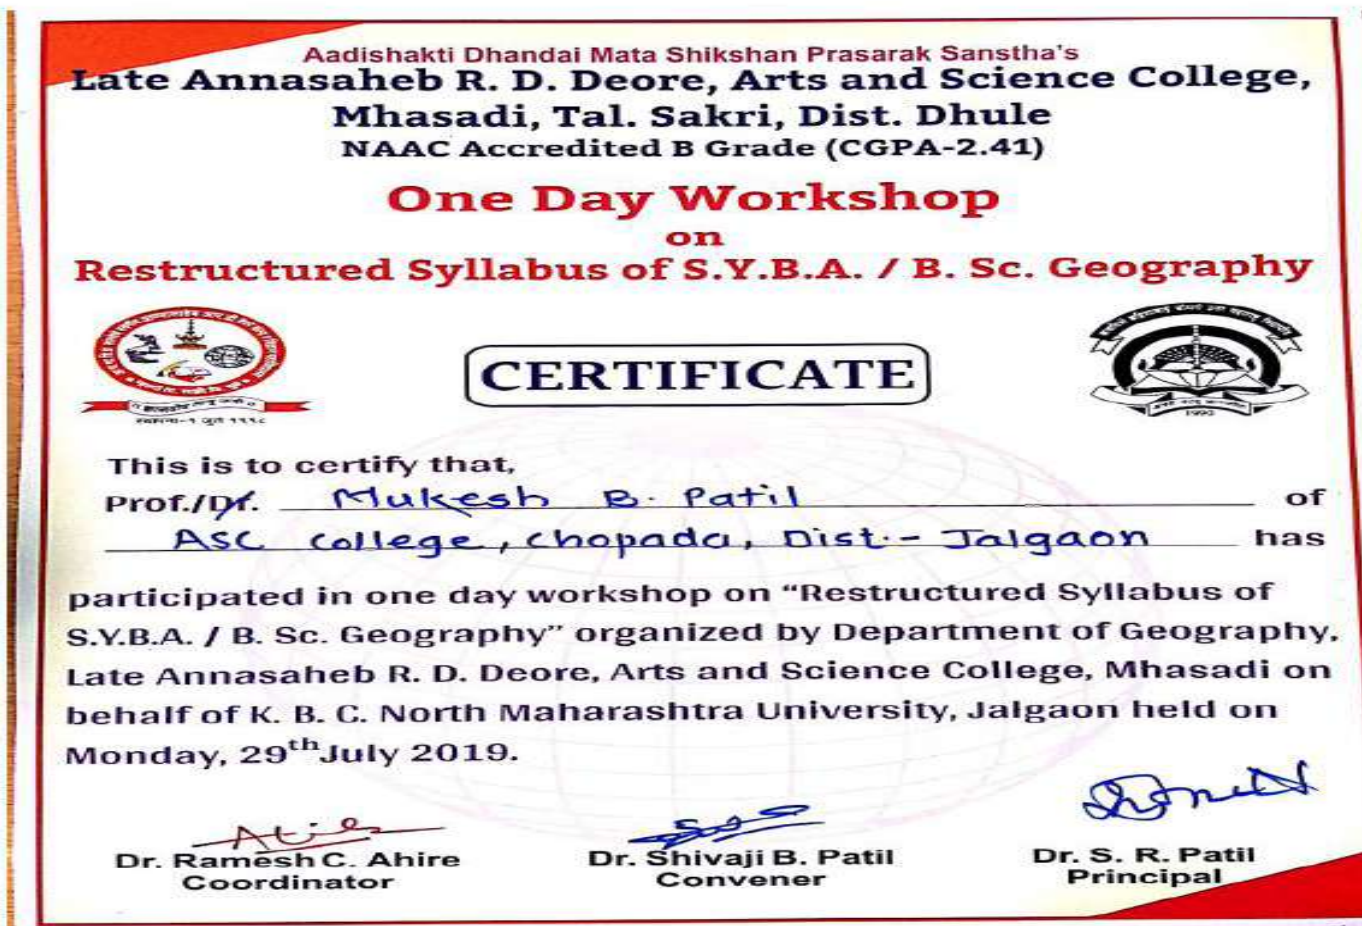 Aadishakti Dhandai Mata Shikshan Prasarak Sanstha's
Late Annasaheb R. D. Deore, Arts and Science College,
Mhasadi, Tal. Sakri, Dist. Dhule
NAAC Accredited B Grade (CGPA-2.41)
One Day Workshop
on
Restructured Syllabus of S.Y.B.A. / B. Sc. Geography
CERTIFICATE
1990
This is to certify that,
Prof./Dr. Mukesh B. Patil of
ASC college, chopada, Dist.- Jalgaon has
participated in one day workshop on “Restructured Syllabus of
S.Y.B.A. / B. Sc. Geography” organized by Department of Geography,
Late Annasaheb R. D. Deore, Arts and Science College, Mhasadi on
behalf of K. B. C. North Maharashtra University, Jalgaon held on
Monday, 29th July 2019.
Dr. Ramesh C. Ahire Dr. Shivaji B. Patil Dr. S. R. Patil
Coordinator Convener Principal